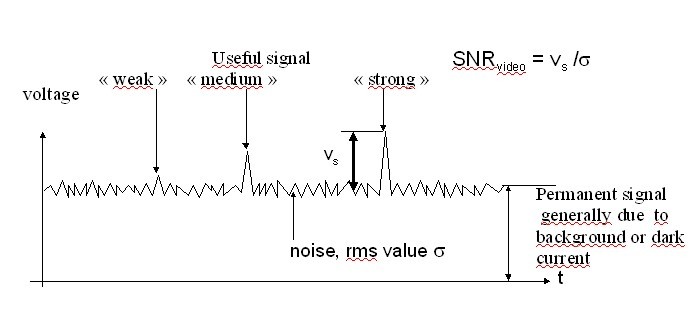 Useful signal
SNRvideo = vs /σ
« weak » « medium » « strong »
voltage
vs
Permanent signal
generally due to
background or dark
current
noise, rms value σ
t